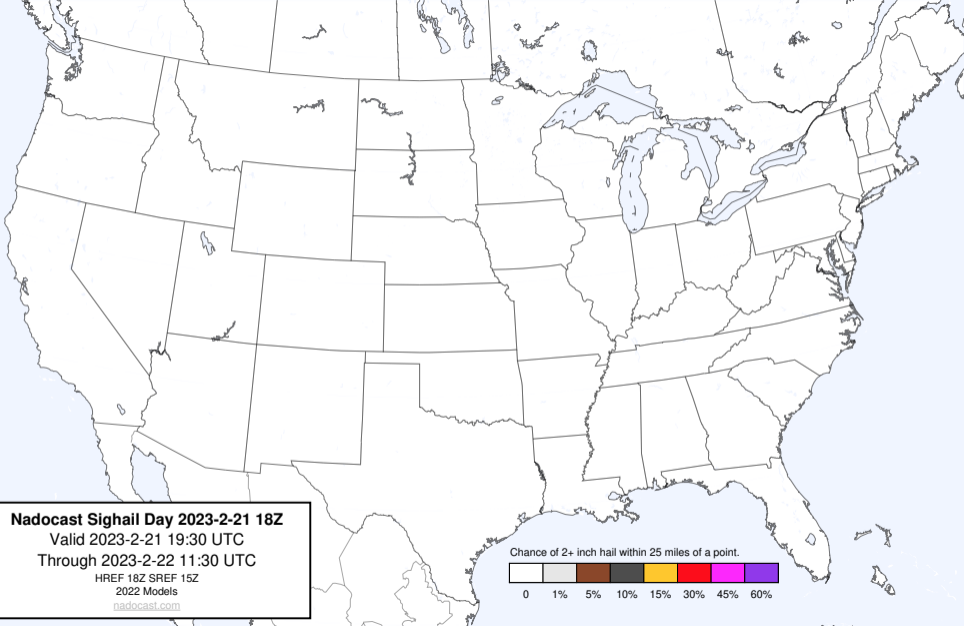 Nadocast Sighail Day 2023-2-21 18Z
Valid 2023-2-21 19:30 UTC
Through 2023-2-22 11:30 UTC
HREF 18Z SREF 15Z
2022 Models
nadocast.com
Chance of 2+ inch hail within 25 miles of a point.
0 1% 5% 10% 15% 30% 45% 60%